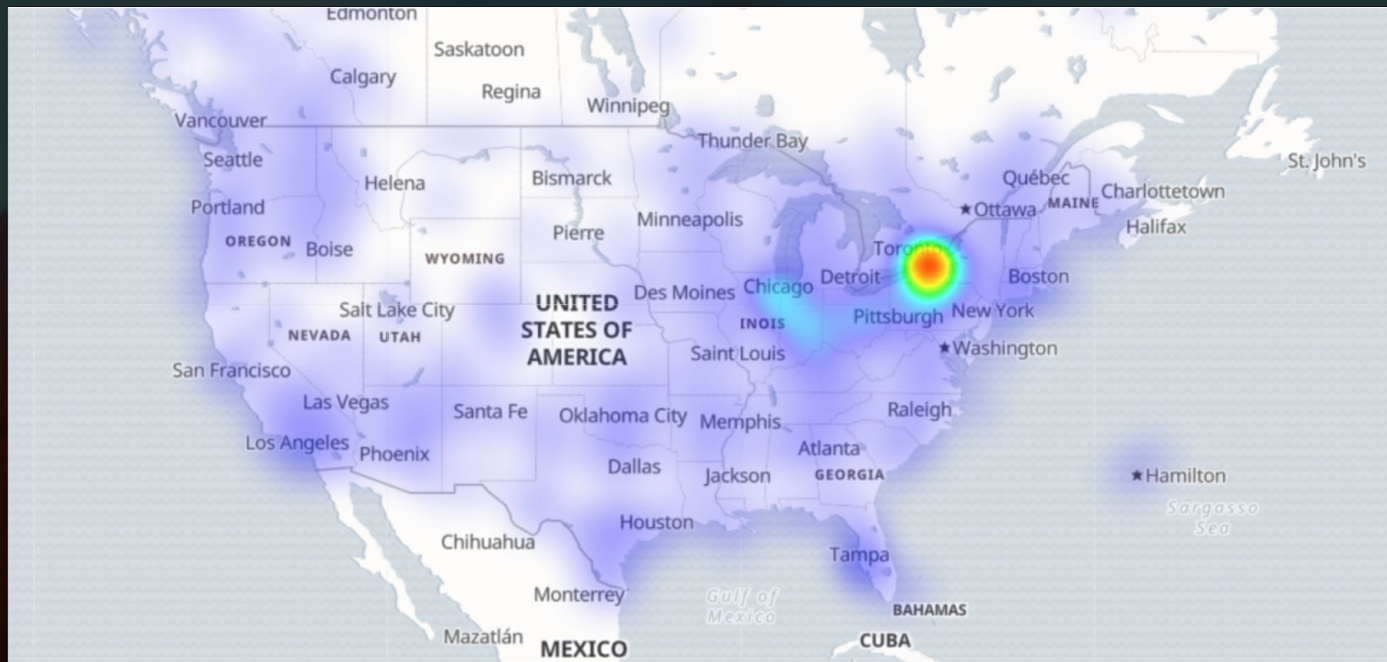 Edmonton
Saskatoon
Calgary
Regina
Winnipeg
Vancouver
Thunder Bay
Seattle
St. John's
Helena
Bismarck
Québec
Charlottetown
MAINE
Portland
Minneapolis
Ottawa
Halifax
OREGON
Boise
Pierre
Toronto
WYOMING
Detroit
Boston
Chicago
Des Moines
Salt Lake City
UNITED
STATES OF
AMERICA
Pittsburgh
New York
INOIS
NEVADA
UTAH
Saint Louis
Washington
San Francisco
Las Vegas
Santa Fe
Oklahoma City
Memphis
Raleigh
Los Angeles
Phoenix
Atlanta
Dallas
Jackson
GEORGIA
Hamilton
Sargasso
Sea
Houston
Chihuahua
Tampa
Monterrey
Gulf of
Mexico
BAHAMAS
Mazatlán
MEXICO
CUBA